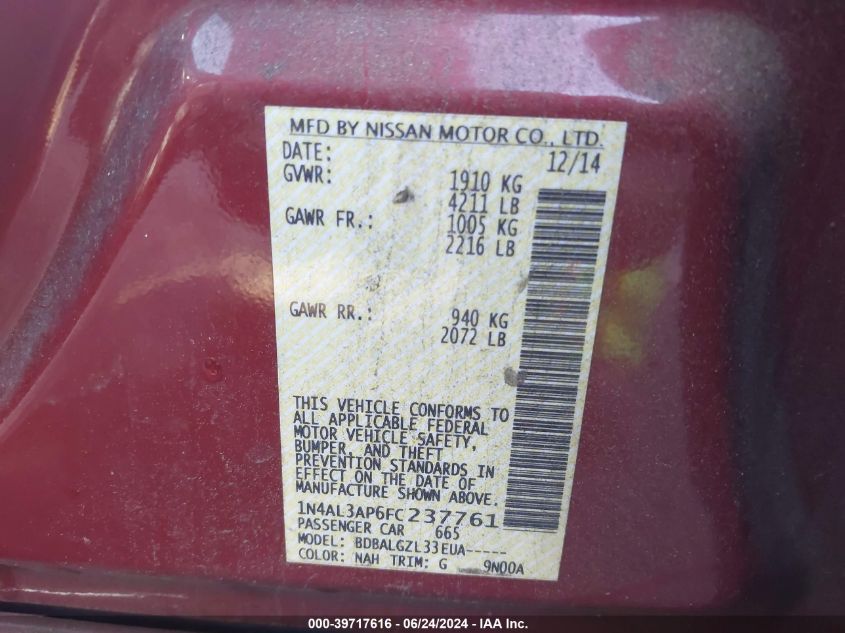 MFD BY NISSAN MOTOR CO., LTD.
DATE: 12/14
GVWR: 1910 KG
4211 LB
GAWR FR.: 1005 KG
2216 LB
GAWR RR.: 940 KG
2072 LB
THIS VEHICLE CONFORMS TO
ALL APPLICABLE FEDERAL
MOTOR VEHICLE SAFETY,
BUMPER, AND THEFT
PREVENTION STANDARDS IN
EFFECT ON THE DATE OF
MANUFACTURE SHOWN ABOVE.
1N4AL3AP6FC237761
PASSENGER CAR 665
MODEL: BDBALGZL33EUA-----
COLOR: NAH TRIM: G 9N00A
000-39717616 - 06/24/2024 - IAA Inc.